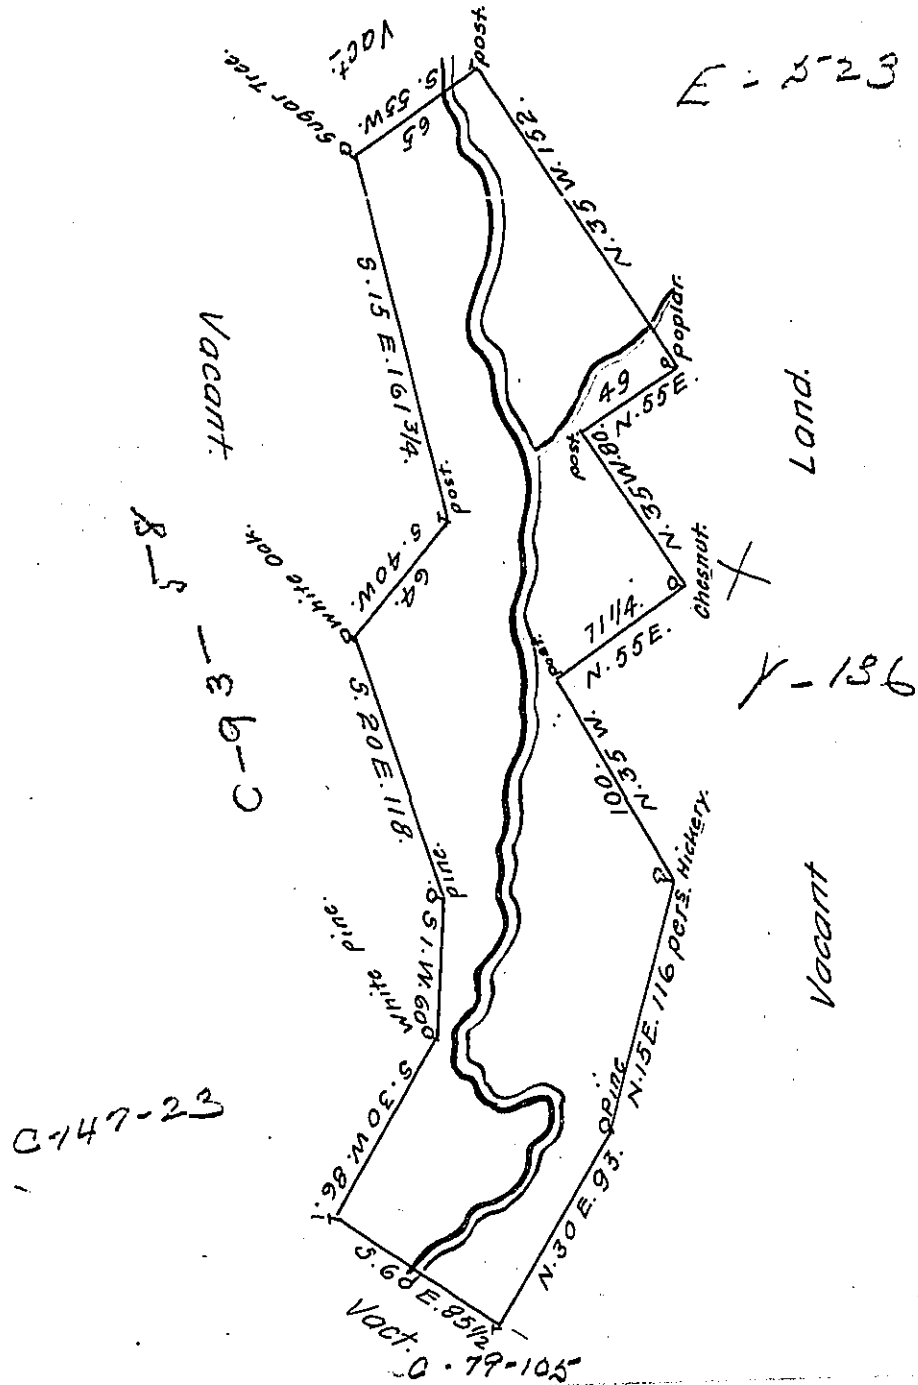 E - 523
Vact.
post.
Sugar Tree.
S. 55 W.
65
N. 35 W. 152.
S. 15 E. 161 3/4.
Vacant.
poplar.
49
N. 55 E.
post
N. 35 W. 80.
Land.
post.
S. 40 W.
64.
White Oak.
Chesnut.
71 1/4.
N. 55 E.
post.
C - 93 - 5-8
Y - 136
S. 20 E. 118.
N. 35 W.
100.
Hickery.
pine.
S 1. W. 60
White pine.
N. 15 E. 116 pers.
Vacant
Pine
S. 30 W. 86.
N. 30 E. 93.
C-147-23
S. 60 E. 85 1/2
Vact.
C - 79-105